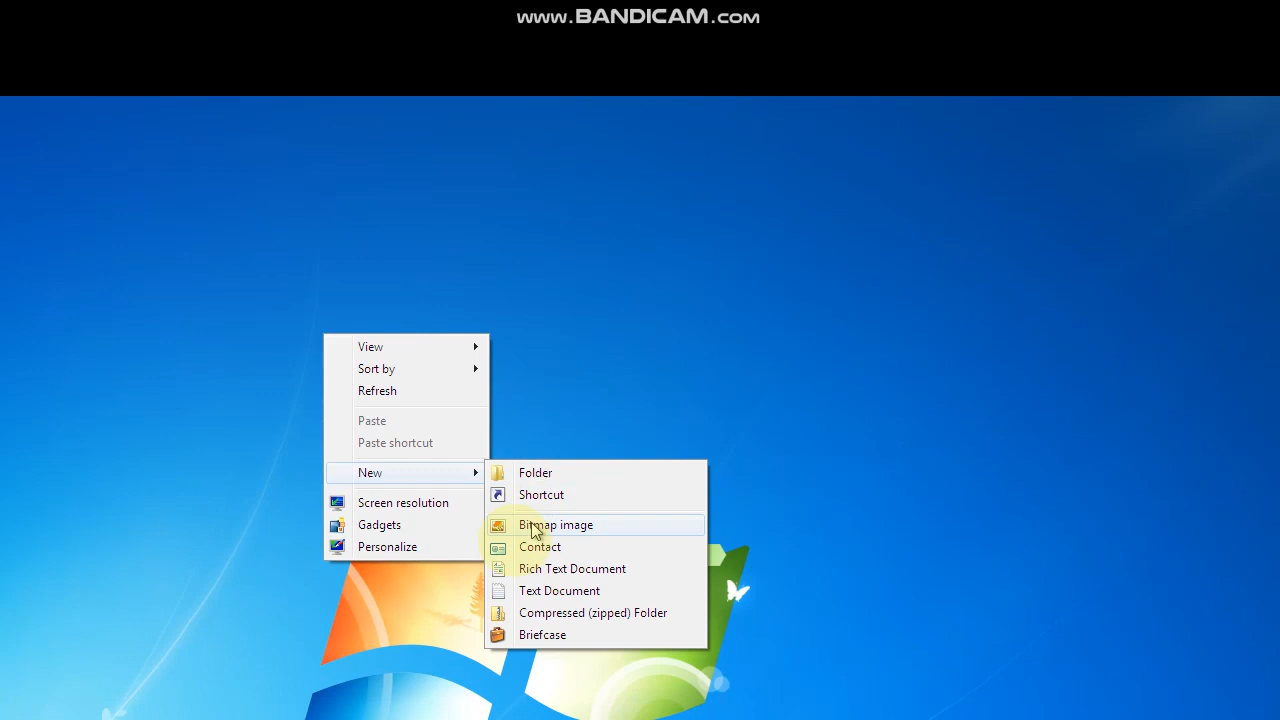 www.BANDICAM.com
View
Sort by
Refresh
Paste
Paste shortcut
New
Screen resolution
Gadgets
Personalize
Folder
Shortcut
Bitmap image
Contact
Rich Text Document
Text Document
Compressed (zipped) Folder
Briefcase